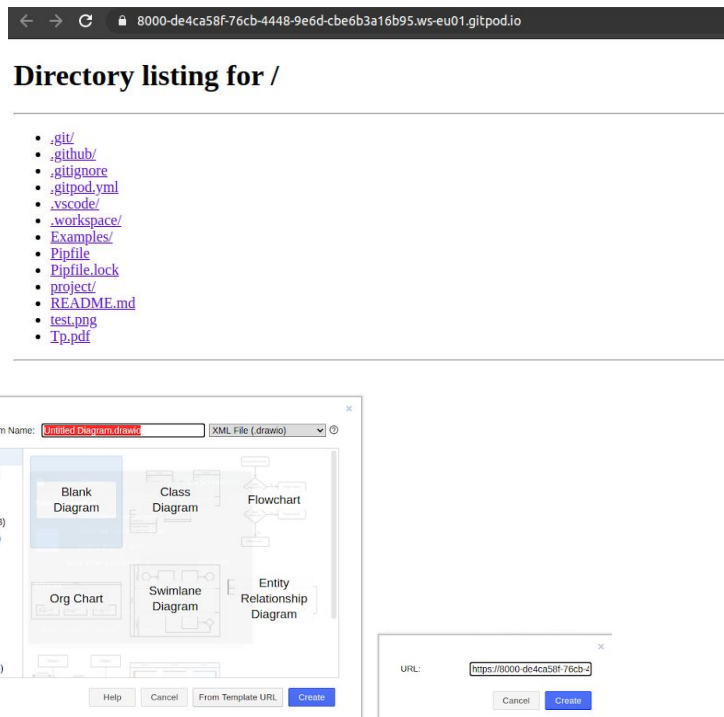 8000-de4ca58f-76cb-4448-9e6d-cbe6b3a16b95.ws-eu01.gitpod.io
Directory listing for /
.git/
.github/
.gitignore
.gitpod.yml
.vscode/
.workspace/
Examples/
Pipfile
Pipfile.lock
project/
README.md
test.png
Tp.pdf
Name: Untitled Diagram.drawio XML File (.drawio)
Blank
Diagram
Class
Diagram
Flowchart
Org Chart
Swimlane
Diagram
Entity
Relationship
Diagram
Help Cancel From Template URL Create
URL: https://8000-de4ca58f-76cb-4
Cancel Create